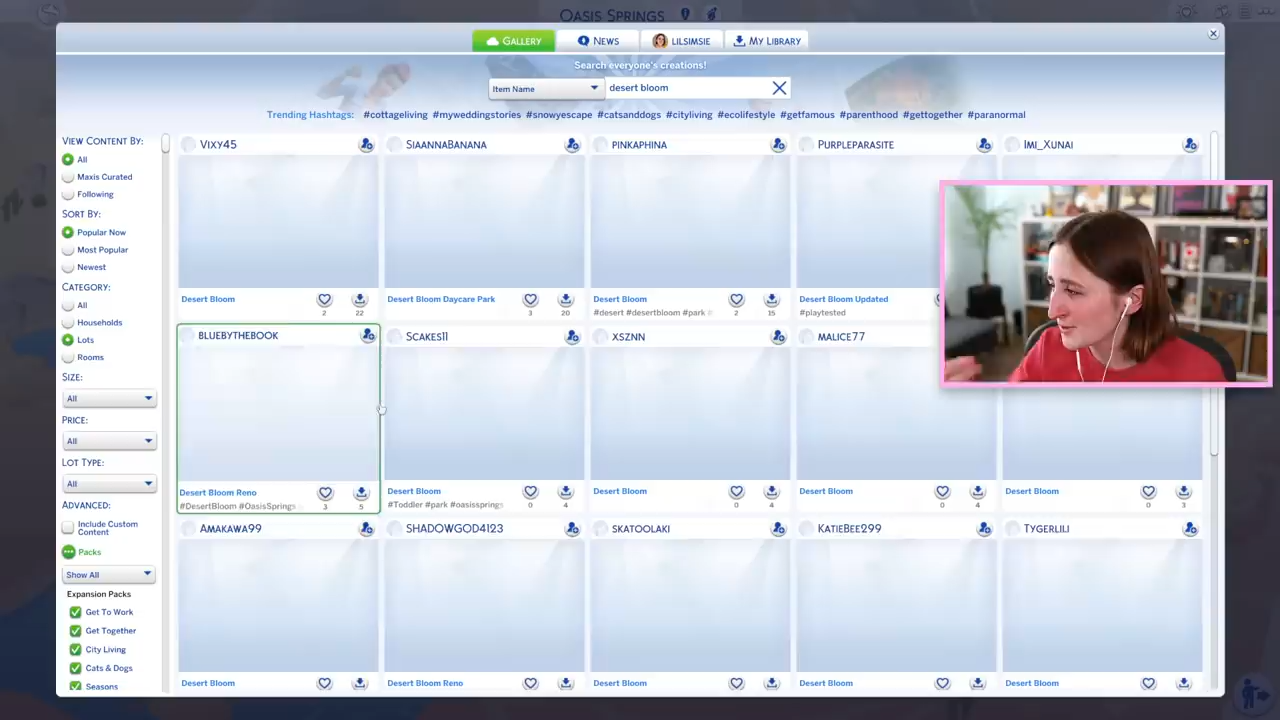 OASIS SPRINGS
GALLERY
NEWS
LILSIMSIE
MY LIBRARY
Search everyone's creations!
Item Name
desert bloom
Trending Hashtags: #cottageliving #myweddingstories #snowyescape #catsanddogs #cityliving #ecolifestyle #getfamous #parenthood #gettogether #paranormal
VIEW CONTENT BY:
All
Maxis Curated
Following
SORT BY:
Popular Now
Most Popular
Newest
CATEGORY:
All
Households
Lots
Rooms
SIZE:
All
PRICE:
All
LOT TYPE:
All
ADVANCED:
Include Custom
Content
Packs
Show All
Expansion Packs
Get To Work
Get Together
City Living
Cats & Dogs
Seasons
VIXY45
Desert Bloom
2
22
SIAANNABANANA
Desert Bloom Daycare Park
3
20
PINKAPHINA
Desert Bloom
#desert #desertbloom #park #
2
15
PURPLEPARASITE
Desert Bloom Updated
#playtested
IMI_XUNAI
BLUEBYTHEBOOK
Desert Bloom Reno
#DesertBloom #OasisSprings
3
5
SCAKES11
Desert Bloom
#Toddler #park #oasissprings
0
4
XSZNN
Desert Bloom
0
4
MALICE77
Desert Bloom
0
4
Desert Bloom
0
3
AMAKAWA99
Desert Bloom
SHADOWGOD4123
Desert Bloom Reno
SKATOOLAKI
Desert Bloom
KATIEBEE299
Desert Bloom
TYGERLILI
Desert Bloom